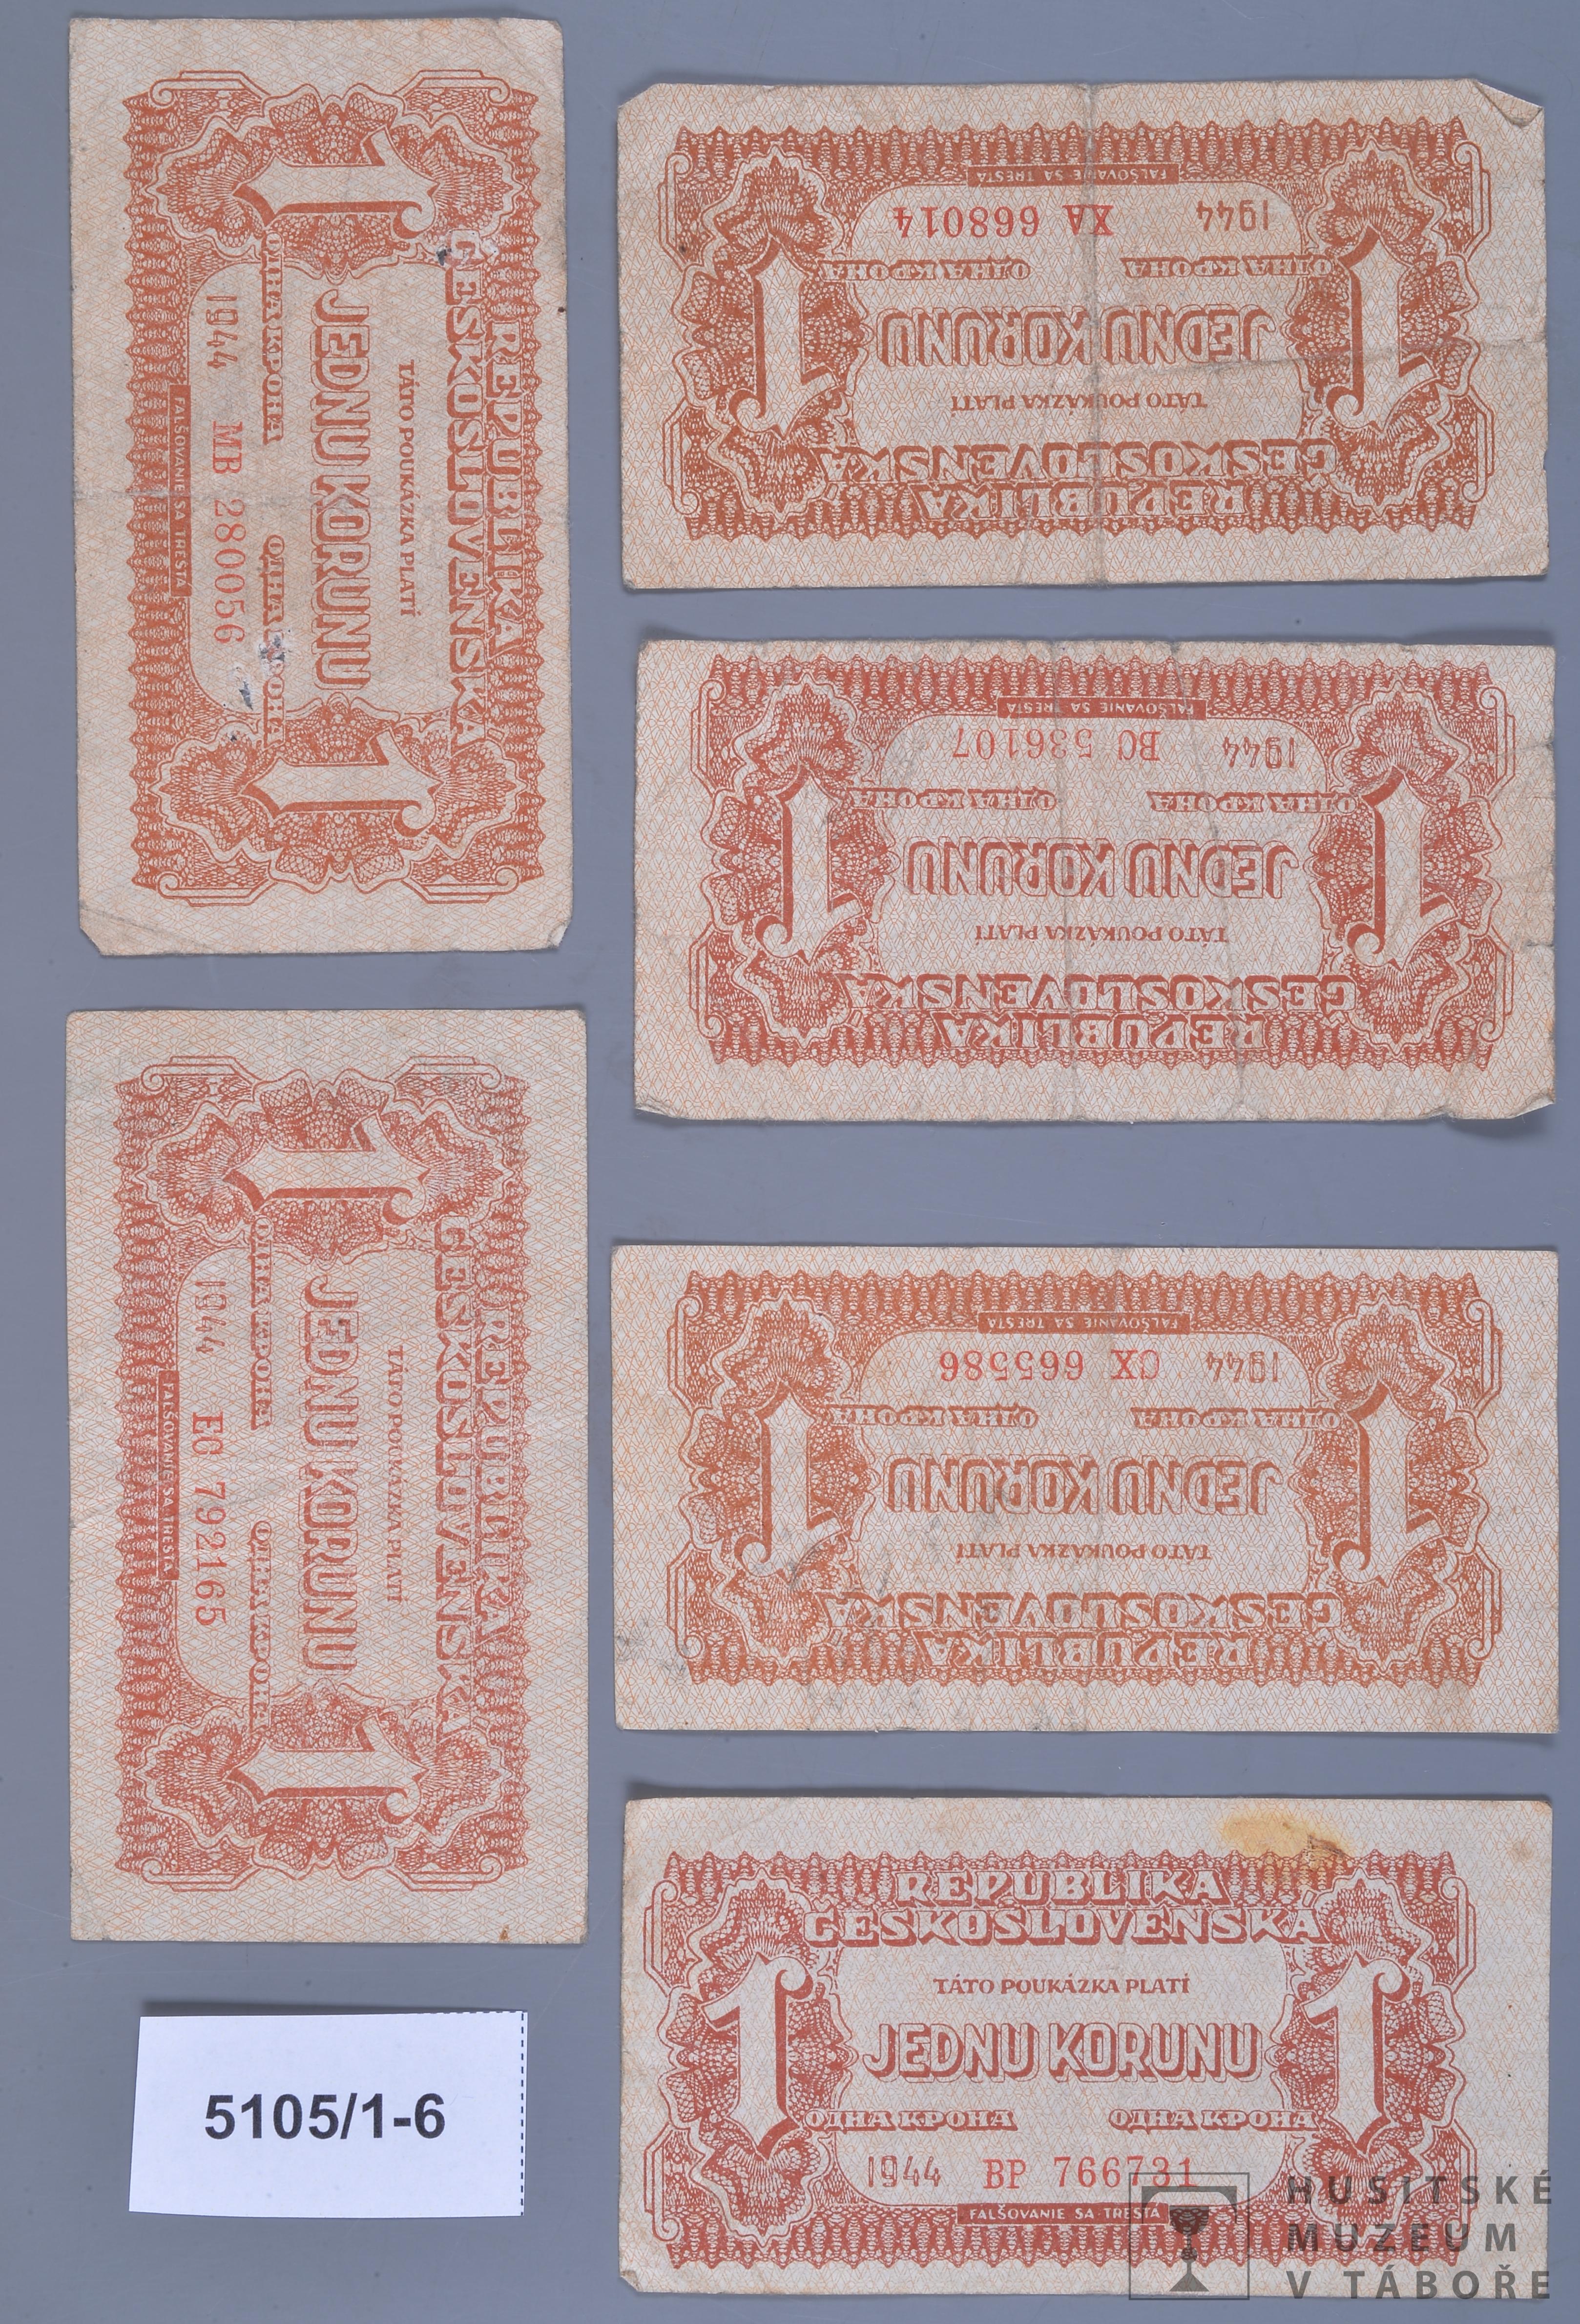 REPUBLIKA
ČESKOSLOVENSKÁ
TÁTO POUKÁZKA PLATÍ
JEDNU KORUNU
ОДНА КРОНА ОДНА КРОНА
1944 MB 280056
FALŠOVANIE SA TRESTÁ
REPUBLIKA
ČESKOSLOVENSKÁ
TÁTO POUKÁZKA PLATÍ
JEDNU KORUNU
ОДНА КРОНА ОДНА КРОНА
1944 XA 668014
FALŠOVANIE SA TRESTÁ
REPUBLIKA
ČESKOSLOVENSKÁ
TÁTO POUKÁZKA PLATÍ
JEDNU KORUNU
ОДНА КРОНА ОДНА КРОНА
1944 BC 536107
FALŠOVANIE SA TRESTÁ
REPUBLIKA
ČESKOSLOVENSKÁ
TÁTO POUKÁZKA PLATÍ
JEDNU KORUNU
ОДНА КРОНА ОДНА КРОНА
1944 EC 792165
FALŠOVANIE SA TRESTÁ
REPUBLIKA
ČESKOSLOVENSKÁ
TÁTO POUKÁZKA PLATÍ
JEDNU KORUNU
ОДНА КРОНА ОДНА КРОНА
1944 CX 665586
FALŠOVANIE SA TRESTÁ
REPUBLIKA
ČESKOSLOVENSKÁ
TÁTO POUKÁZKA PLATÍ
1 JEDNU KORUNU 1
ОДНА КРОНА ОДНА КРОНА
1944 BP 766731
FALŠOVANIE SA TRESTÁ
5105/1-6
HUSITSKÉ
MUZEUM
V TÁBOŘE